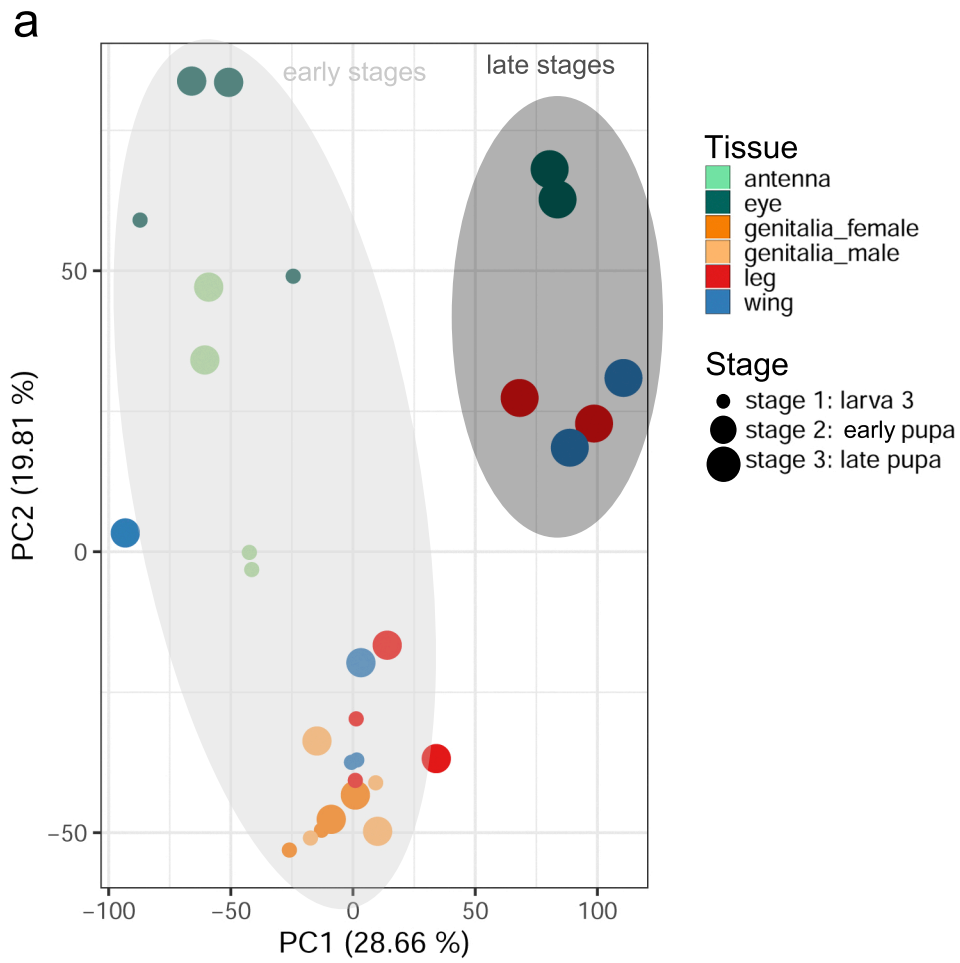 a
early stages
late stages
50
0
−50
−100
−50
0
50
100
PC1 (28.66 %)
PC2 (19.81 %)
Tissue
antenna
eye
genitalia_female
genitalia_male
leg
wing
Stage
stage 1: larva 3
stage 2: early pupa
stage 3: late pupa